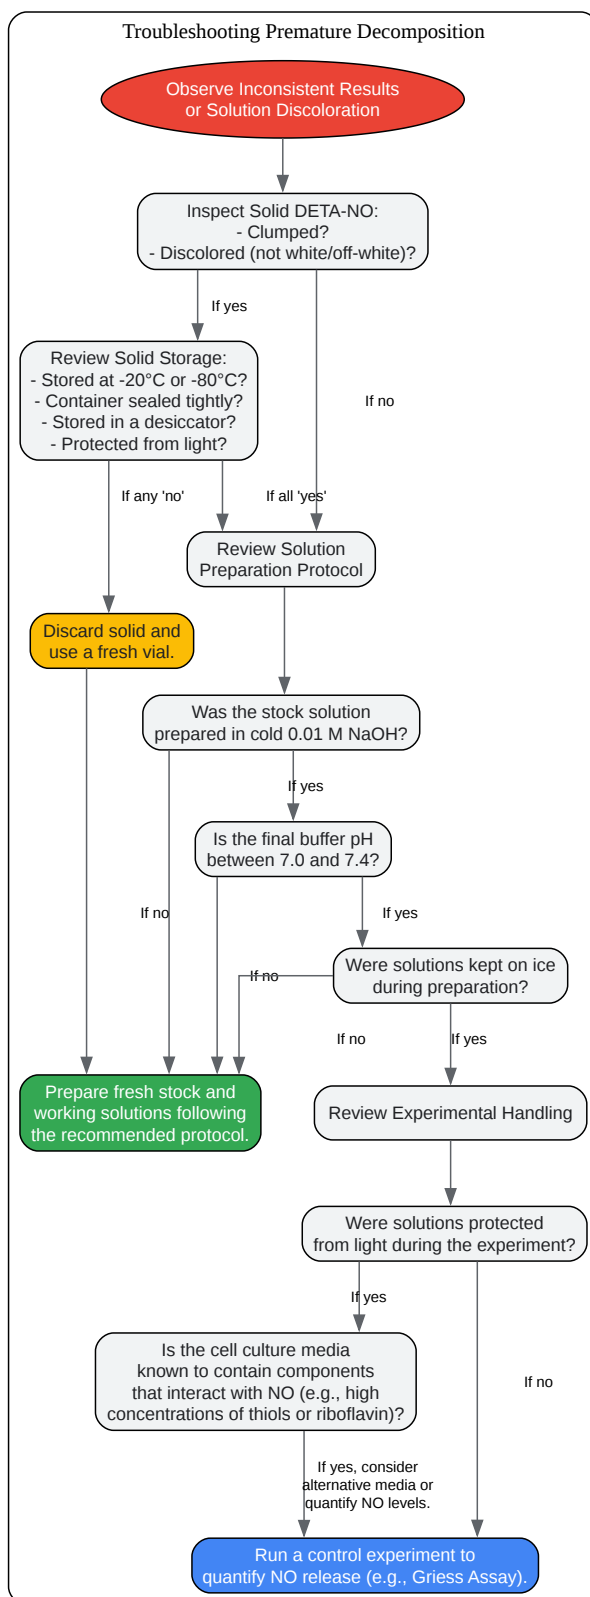 Troubleshooting Premature Decomposition
Observe Inconsistent Results
or Solution Discoloration
Inspect Solid DETA-NO:
- Clumped?
- Discolored (not white/off-white)?
If yes
Review Solid Storage:
- Stored at -20°C or -80°C?
- Container sealed tightly?
- Stored in a desiccator?
- Protected from light?
If no
If any 'no'
If all 'yes'
Review Solution
Preparation Protocol
Discard solid and
use a fresh vial.
Was the stock solution
prepared in cold 0.01 M NaOH?
If yes
Is the final buffer pH
between 7.0 and 7.4?
If no
If yes
Were solutions kept on ice
during preparation?
If no
If no
If yes
Prepare fresh stock and
working solutions following
the recommended protocol.
Review Experimental Handling
Were solutions protected
from light during the experiment?
If yes
Is the cell culture media
known to contain components
that interact with NO (e.g., high
concentrations of thiols or riboflavin)?
If no
If yes, consider
alternative media or
quantify NO levels.
Run a control experiment to
quantify NO release (e.g., Griess Assay).